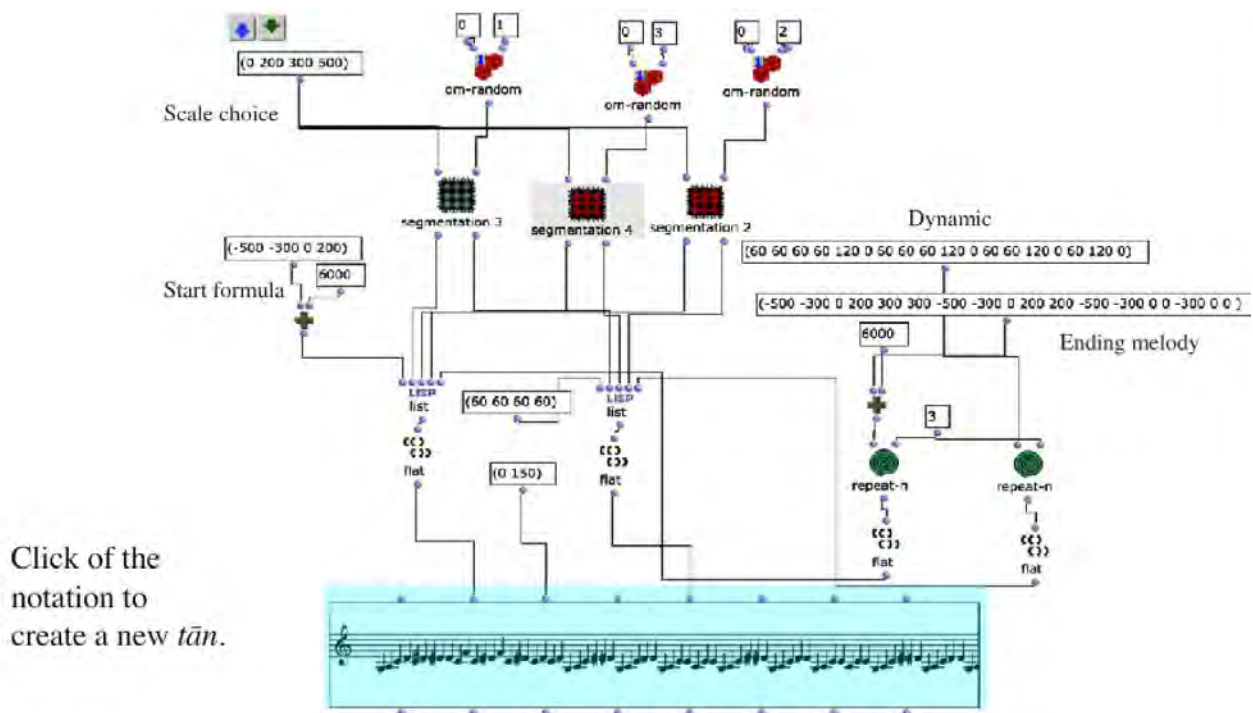 0 1
0 3
0 2
(0 200 300 500)
om-random
om-random
om-random
Scale choice
segmentation 3
segmentation 4
segmentation 2
Dynamic
(-500 -300 0 200)
(60 60 60 60 120 0 60 60 60 120 0 60 60 120 0 60 120 0)
6000
Start formula
(-500 -300 0 200 300 300 -500 -300 0 200 200 -500 -300 0 0 -300 0 0 )
6000
Ending melody
LISP
list
(60 60 60 60)
LISP
list
3
flat
(0 150)
flat
repeat-n
repeat-n
flat
flat
Click of the
notation to
create a new tān.